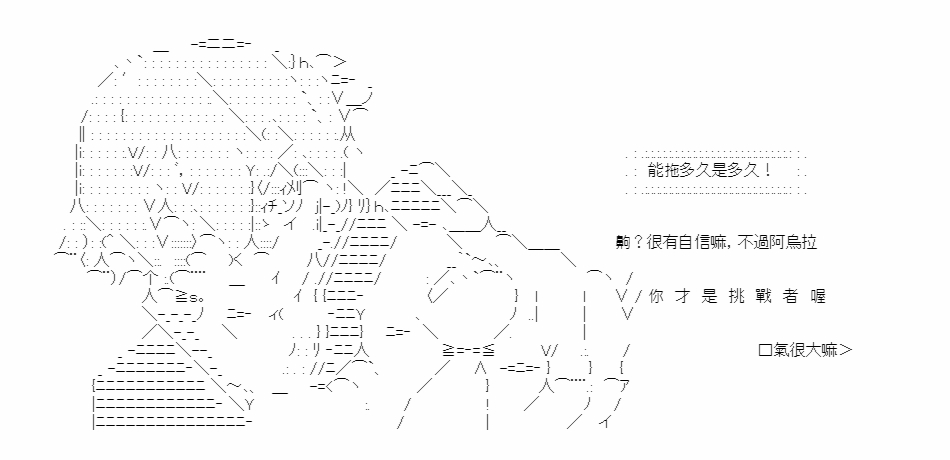 能拖多久是多久！
齁？很有自信嘛，不過阿烏拉
你才是挑戰者喔
口氣很大嘛＞